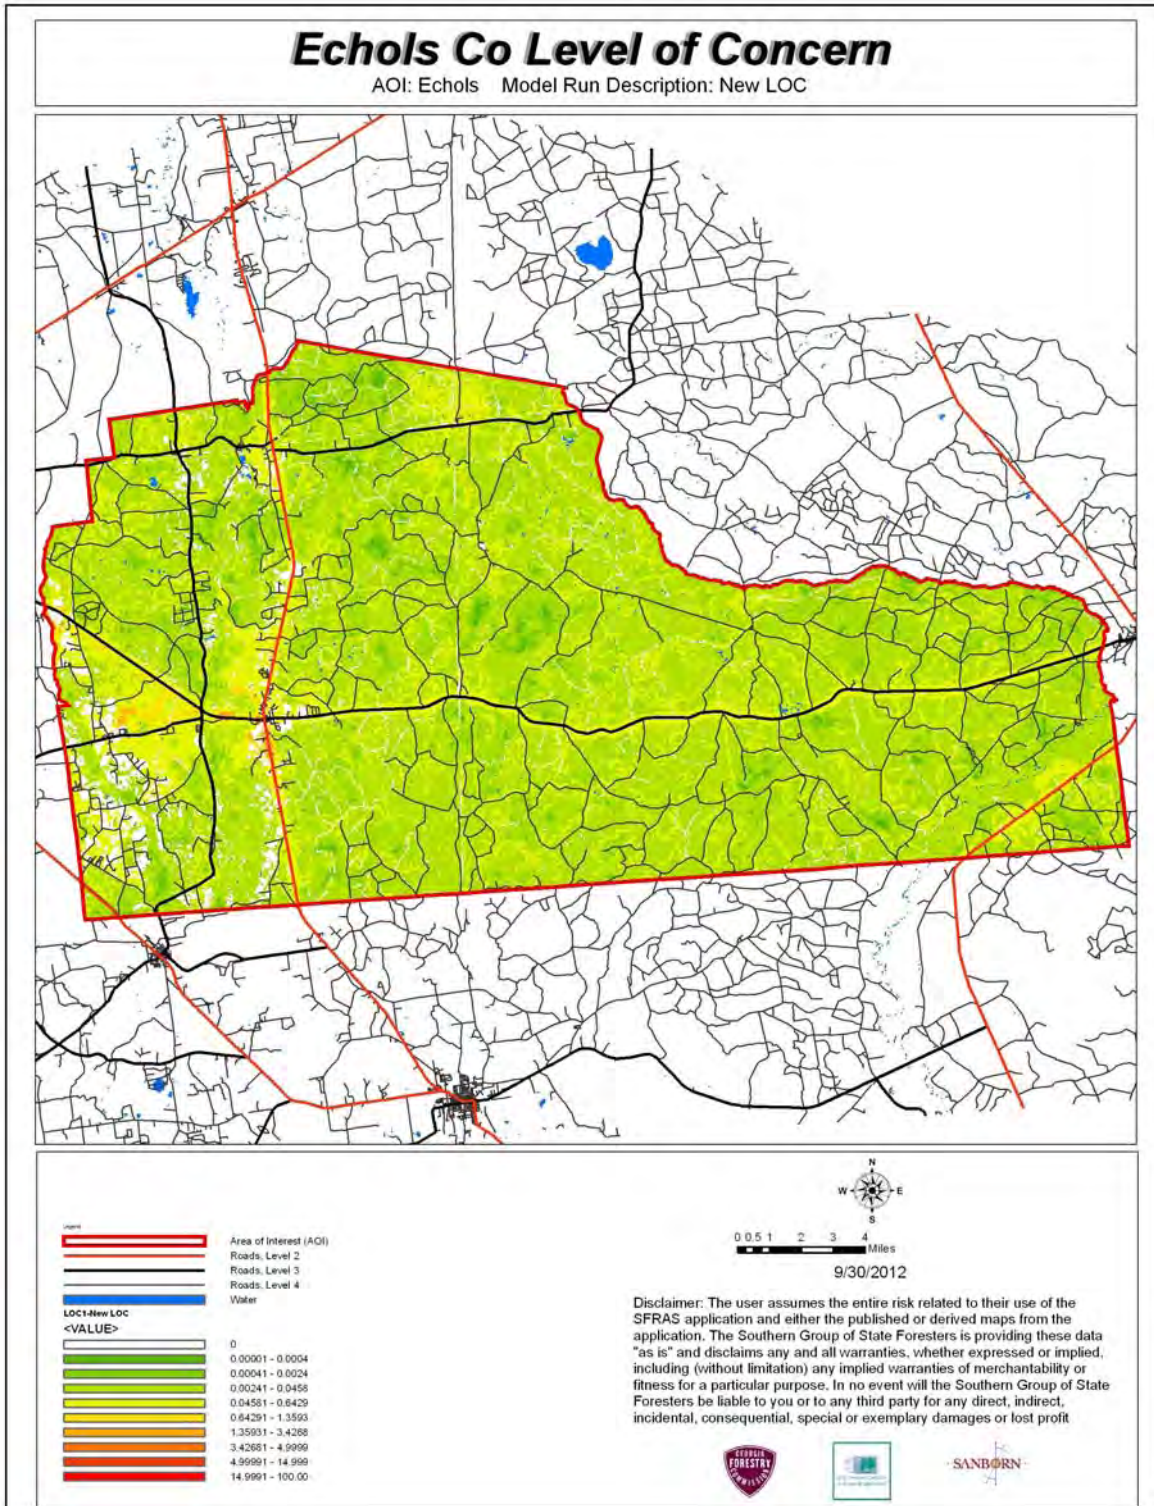 Echols Co Level of Concern
AOI: Echols Model Run Description: New LOC
N
W E
S
0 0.5 1 2 3 4
Miles
9/30/2012
Legend
Area of Interest (AOI)
Roads, Level 2
Roads, Level 3
Roads, Level 4
Water
LOC1-New LOC
<VALUE>
0
0.00001 - 0.0004
0.00041 - 0.0024
0.00241 - 0.0458
0.04581 - 0.6429
0.64291 - 1.3593
1.35931 - 3.4268
3.42681 - 4.9999
4.99991 - 14.999
14.9991 - 100.00
Disclaimer: The user assumes the entire risk related to their use of the
SFRAS application and either the published or derived maps from the
application. The Southern Group of State Foresters is providing these data
"as is" and disclaims any and all warranties, whether expressed or implied,
including (without limitation) any implied warranties of merchantability or
fitness for a particular purpose. In no event will the Southern Group of State
Foresters be liable to you or to any third party for any direct, indirect,
incidental, consequential, special or exemplary damages or lost profit
GEORGIA
FORESTRY
COMMISSION
SANBORN